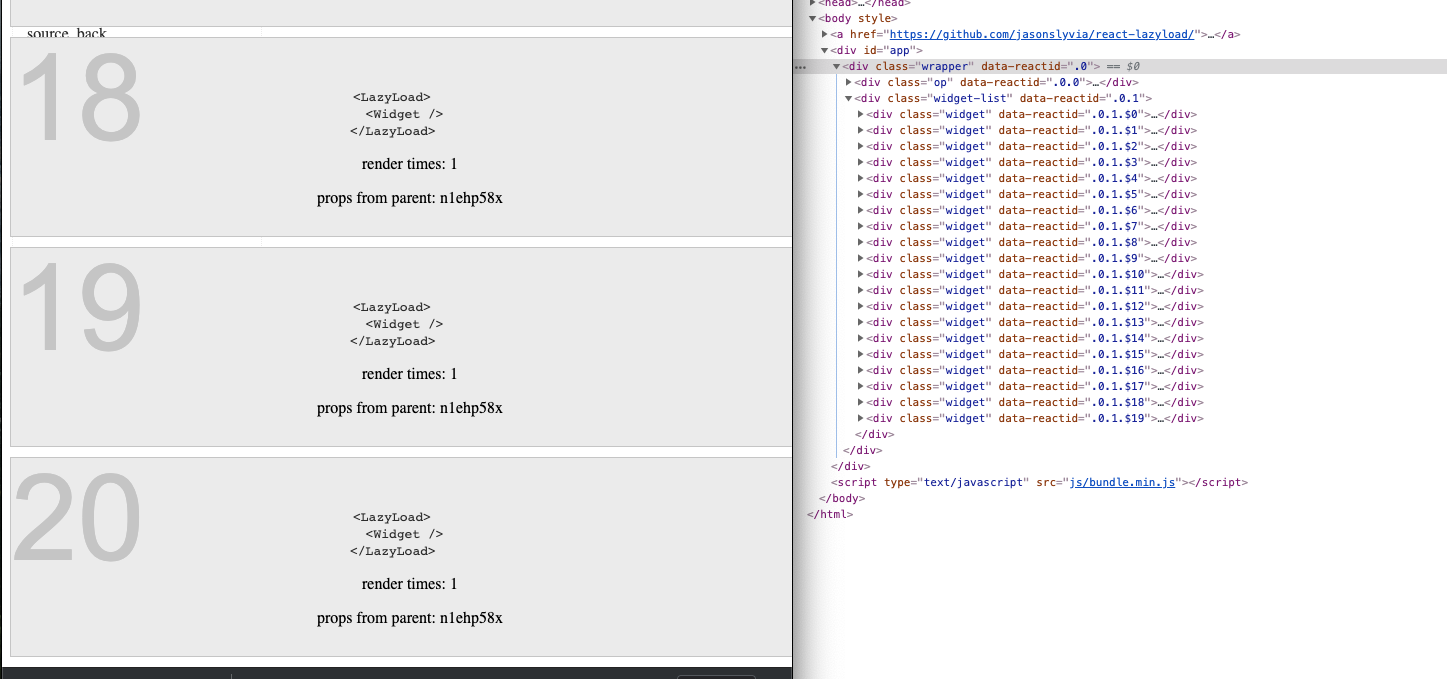 source_back
18
<LazyLoad>
<Widget />
</LazyLoad>
render times: 1
props from parent: n1ehp58x
19
<LazyLoad>
<Widget />
</LazyLoad>
render times: 1
props from parent: n1ehp58x
20
<LazyLoad>
<Widget />
</LazyLoad>
render times: 1
props from parent: n1ehp58x
<head>…</head>
<body style>
<a href="https://github.com/jasonslyvia/react-lazyload/">…</a>
<div id="app">
… <div class="wrapper" data-reactid=".0"> == $0
<div class="op" data-reactid=".0.0">…</div>
<div class="widget-list" data-reactid=".0.1">
<div class="widget" data-reactid=".0.1.$0">…</div>
<div class="widget" data-reactid=".0.1.$1">…</div>
<div class="widget" data-reactid=".0.1.$2">…</div>
<div class="widget" data-reactid=".0.1.$3">…</div>
<div class="widget" data-reactid=".0.1.$4">…</div>
<div class="widget" data-reactid=".0.1.$5">…</div>
<div class="widget" data-reactid=".0.1.$6">…</div>
<div class="widget" data-reactid=".0.1.$7">…</div>
<div class="widget" data-reactid=".0.1.$8">…</div>
<div class="widget" data-reactid=".0.1.$9">…</div>
<div class="widget" data-reactid=".0.1.$10">…</div>
<div class="widget" data-reactid=".0.1.$11">…</div>
<div class="widget" data-reactid=".0.1.$12">…</div>
<div class="widget" data-reactid=".0.1.$13">…</div>
<div class="widget" data-reactid=".0.1.$14">…</div>
<div class="widget" data-reactid=".0.1.$15">…</div>
<div class="widget" data-reactid=".0.1.$16">…</div>
<div class="widget" data-reactid=".0.1.$17">…</div>
<div class="widget" data-reactid=".0.1.$18">…</div>
<div class="widget" data-reactid=".0.1.$19">…</div>
</div>
</div>
</div>
<script type="text/javascript" src="js/bundle.min.js"></script>
</body>
</html>